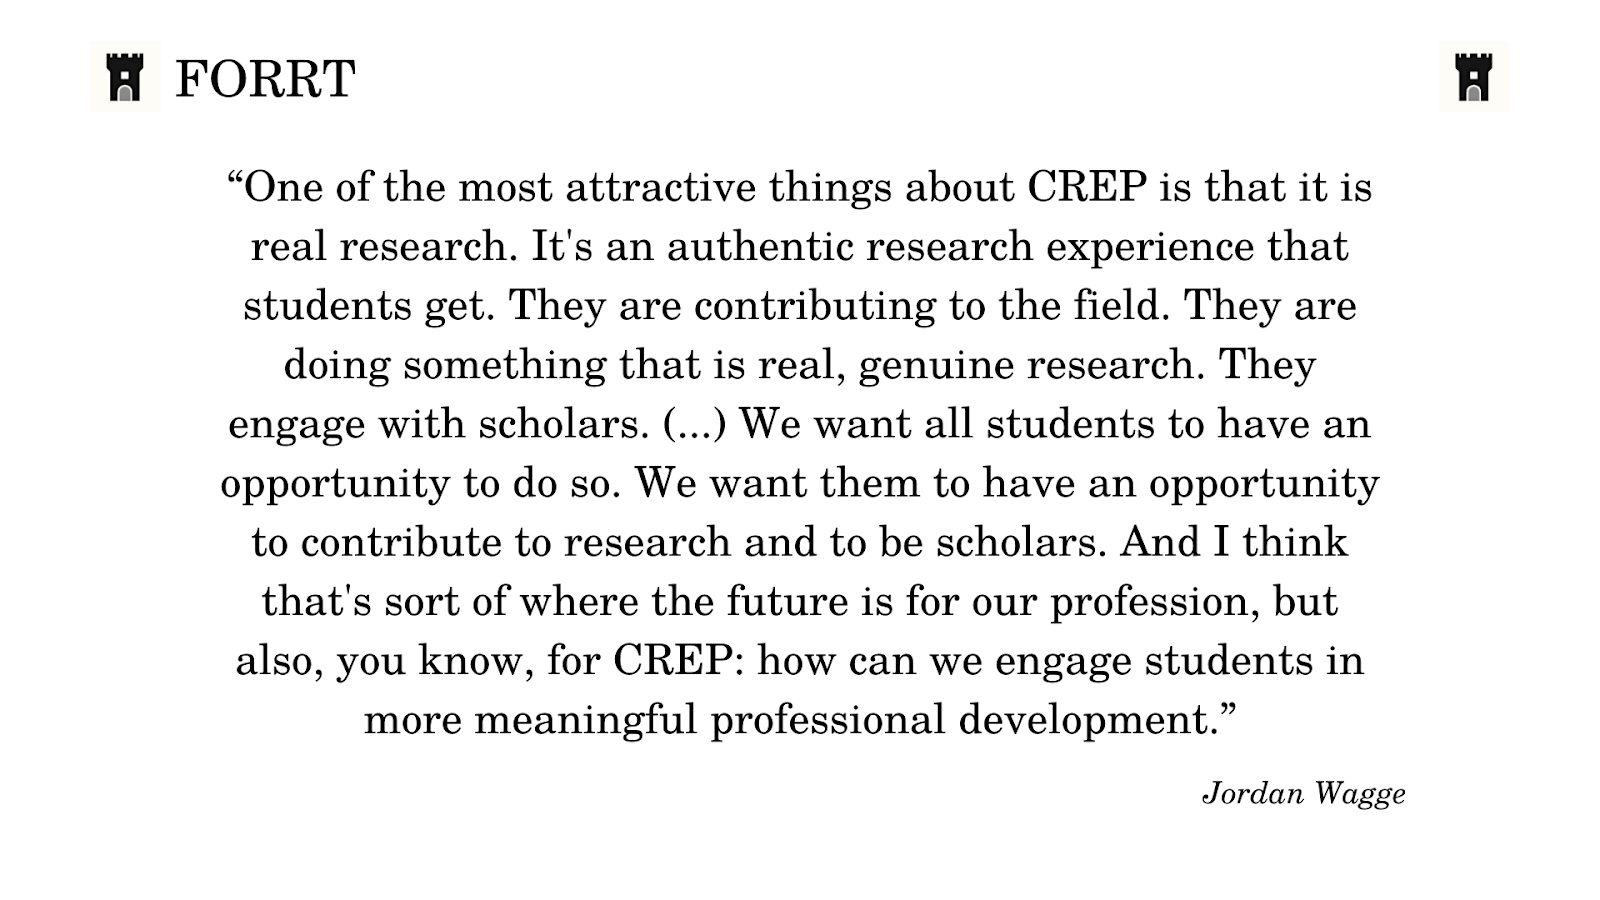 FORRT
“One of the most attractive things about CREP is that it is
real research. It's an authentic research experience that
students get. They are contributing to the field. They are
doing something that is real, genuine research. They
engage with scholars. (...) We want all students to have an
opportunity to do so. We want them to have an opportunity
to contribute to research and to be scholars. And I think
that's sort of where the future is for our profession, but
also, you know, for CREP: how can we engage students in
more meaningful professional development.”
Jordan Wagge